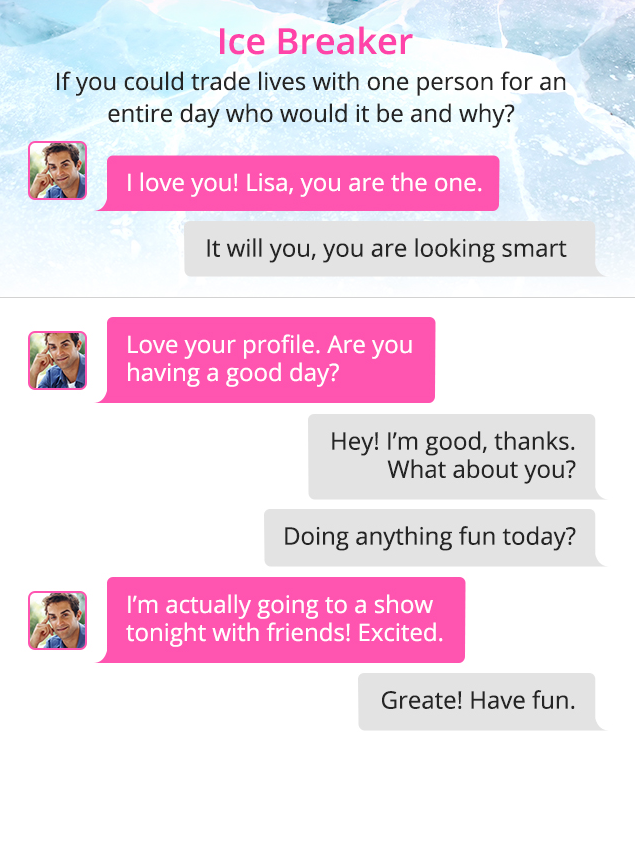 Ice Breaker
If you could trade lives with one person for an
entire day who would it be and why?
I love you! Lisa, you are the one.
It will you, you are looking smart
Love your profile. Are you
having a good day?
Hey! I’m good, thanks.
What about you?
Doing anything fun today?
I’m actually going to a show
tonight with friends! Excited.
Greate! Have fun.